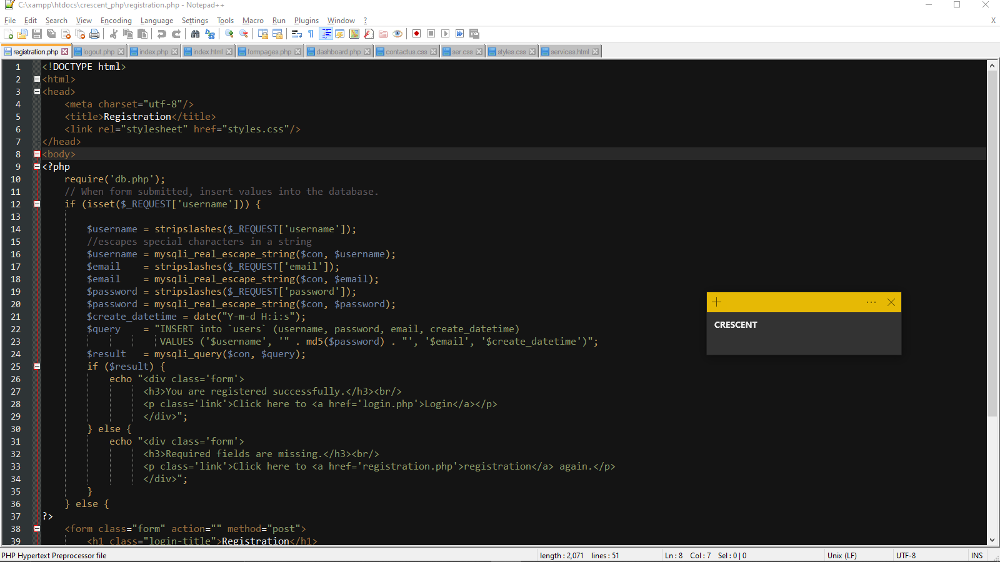 C:\xampp\htdocs\crescent_php\registration.php - Notepad++
File Edit Search View Encoding Language Settings Tools Macro Run Plugins Window ? X
registration.php logout.php index.php index.html formpages.php dashboard.php contactus.css ser.css styles.css services.html
1 <!DOCTYPE html>
2 <html>
3 <head>
4     <meta charset="utf-8"/>
5     <title>Registration</title>
6     <link rel="stylesheet" href="styles.css"/>
7 </head>
8 <body>
9 <?php
10     require('db.php');
11     // When form submitted, insert values into the database.
12     if (isset($_REQUEST['username'])) {
13
14         $username = stripslashes($_REQUEST['username']);
15         //escapes special characters in a string
16         $username = mysqli_real_escape_string($con, $username);
17         $email    = stripslashes($_REQUEST['email']);
18         $email    = mysqli_real_escape_string($con, $email);
19         $password = stripslashes($_REQUEST['password']);
20         $password = mysqli_real_escape_string($con, $password);
21         $create_datetime = date("Y-m-d H:i:s");
22         $query    = "INSERT into `users` (username, password, email, create_datetime)
23                      VALUES ('$username', '" . md5($password) . "', '$email', '$create_datetime')";
24         $result   = mysqli_query($con, $query);
25         if ($result) {
26             echo "<div class='form'>
27                   <h3>You are registered successfully.</h3><br/>
28                   <p class='link'>Click here to <a href='login.php'>Login</a></p>
29                   </div>";
30         } else {
31             echo "<div class='form'>
32                   <h3>Required fields are missing.</h3><br/>
33                   <p class='link'>Click here to <a href='registration.php'>registration</a> again.</p>
34                   </div>";
35         }
36     } else {
37 ?>
38     <form class="form" action="" method="post">
39         <h1 class="login-title">Registration</h1>
CRESCENT
PHP Hypertext Preprocessor file length : 2,071 lines : 51 Ln : 8 Col : 7 Sel : 0 | 0 Unix (LF) UTF-8 INS